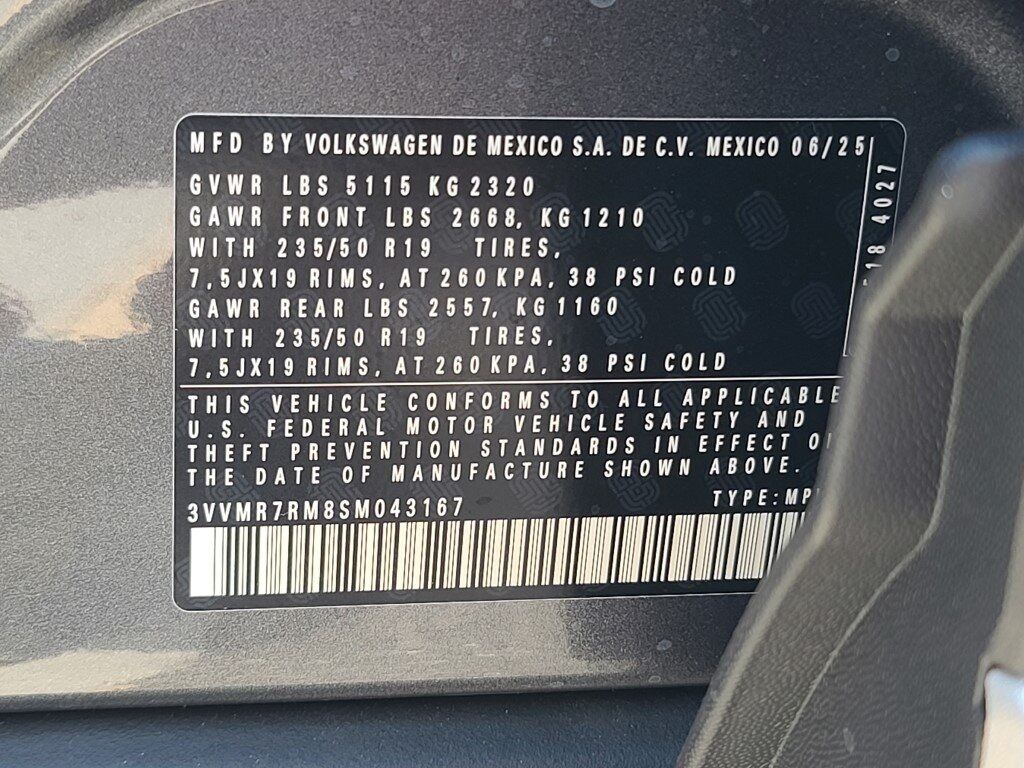 MFD BY VOLKSWAGEN DE MEXICO S.A. DE C.V. MEXICO 06/25
GVWR LBS 5115 KG 2320
GAWR FRONT LBS 2668, KG 1210
WITH 235/50 R19 TIRES,
7,5JX19 RIMS, AT 260 KPA, 38 PSI COLD
GAWR REAR LBS 2557, KG 1160
WITH 235/50 R19 TIRES,
7,5JX19 RIMS, AT 260 KPA, 38 PSI COLD
THIS VEHICLE CONFORMS TO ALL APPLICABLE
U.S. FEDERAL MOTOR VEHICLE SAFETY AND
THEFT PREVENTION STANDARDS IN EFFECT
THE DATE OF MANUFACTURE SHOWN ABOVE.
3VVMR7RM8SM043167 TYPE:
4027